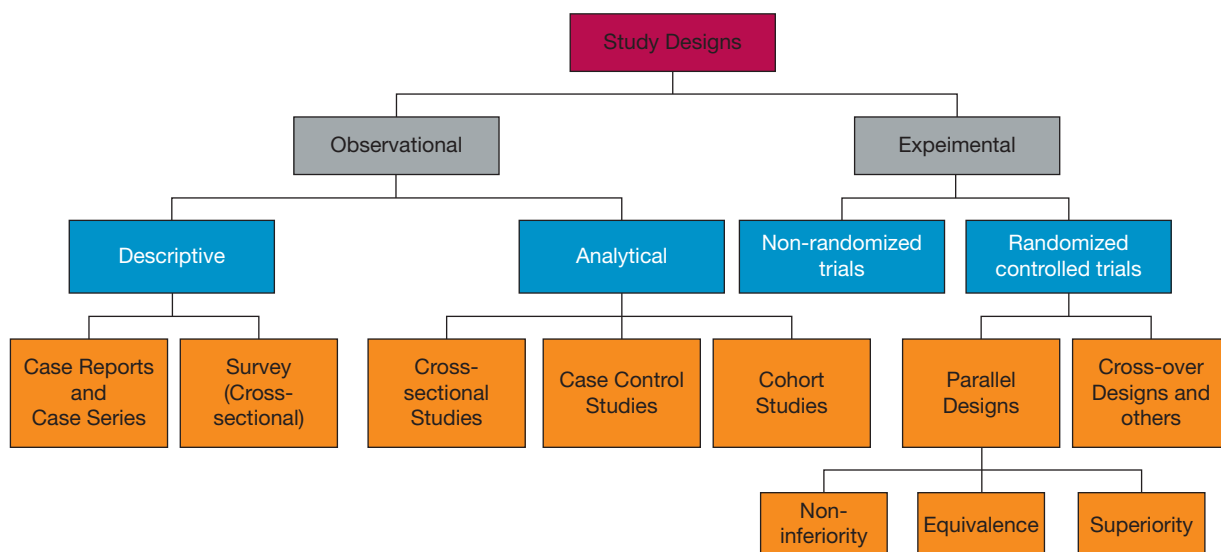 Study Designs
Observational
Expeimental
Descriptive
Analytical
Non-randomized
trials
Randomized
controlled trials
Case Reports
and
Case Series
Survey
(Cross-
sectional)
Cross-
sectional
Studies
Case Control
Studies
Cohort
Studies
Parallel
Designs
Cross-over
Designs and
others
Non-
inferiority
Equivalence
Superiority